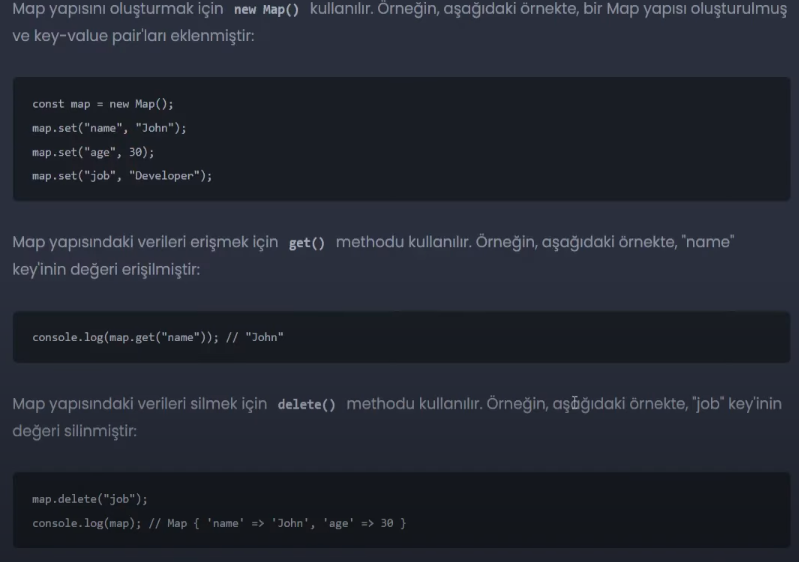 Map yapısını oluşturmak için new Map() kullanılır. Örneğin, aşağıdaki örnekte, bir Map yapısı oluşturulmuş
ve key-value pair'ları eklenmiştir:
const map = new Map();
map.set("name", "John");
map.set("age", 30);
map.set("job", "Developer");
Map yapısındaki verileri erişmek için get() methodu kullanılır. Örneğin, aşağıdaki örnekte, "name"
key'inin değeri erişilmiştir:
console.log(map.get("name")); // "John"
Map yapısındaki verileri silmek için delete() methodu kullanılır. Örneğin, aşağıdaki örnekte, "job" key'inin
değeri silinmiştir:
map.delete("job");
console.log(map); // Map { 'name' => 'John', 'age' => 30 }